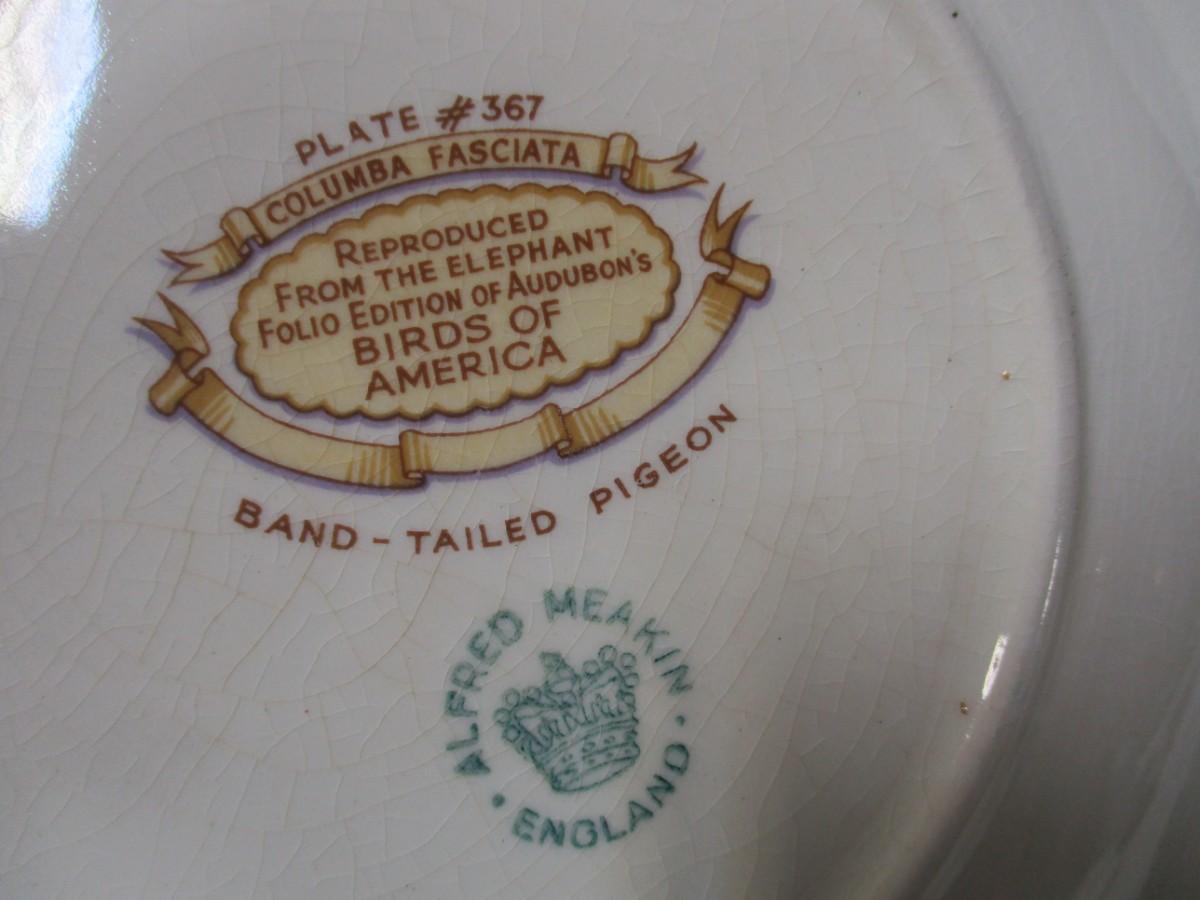 PLATE #367
COLUMBA FASCIATA
REPRODUCED
FROM THE ELEPHANT
FOLIO EDITION OF AUDUBON'S
BIRDS OF
AMERICA
BAND-TAILED PIGEON
ALFRED MEAKIN
ENGLAND